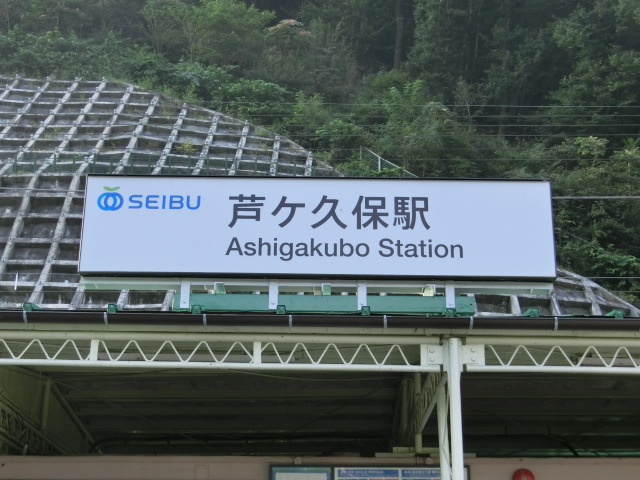 SEIBU 芦ケ久保駅
Ashigakubo Station